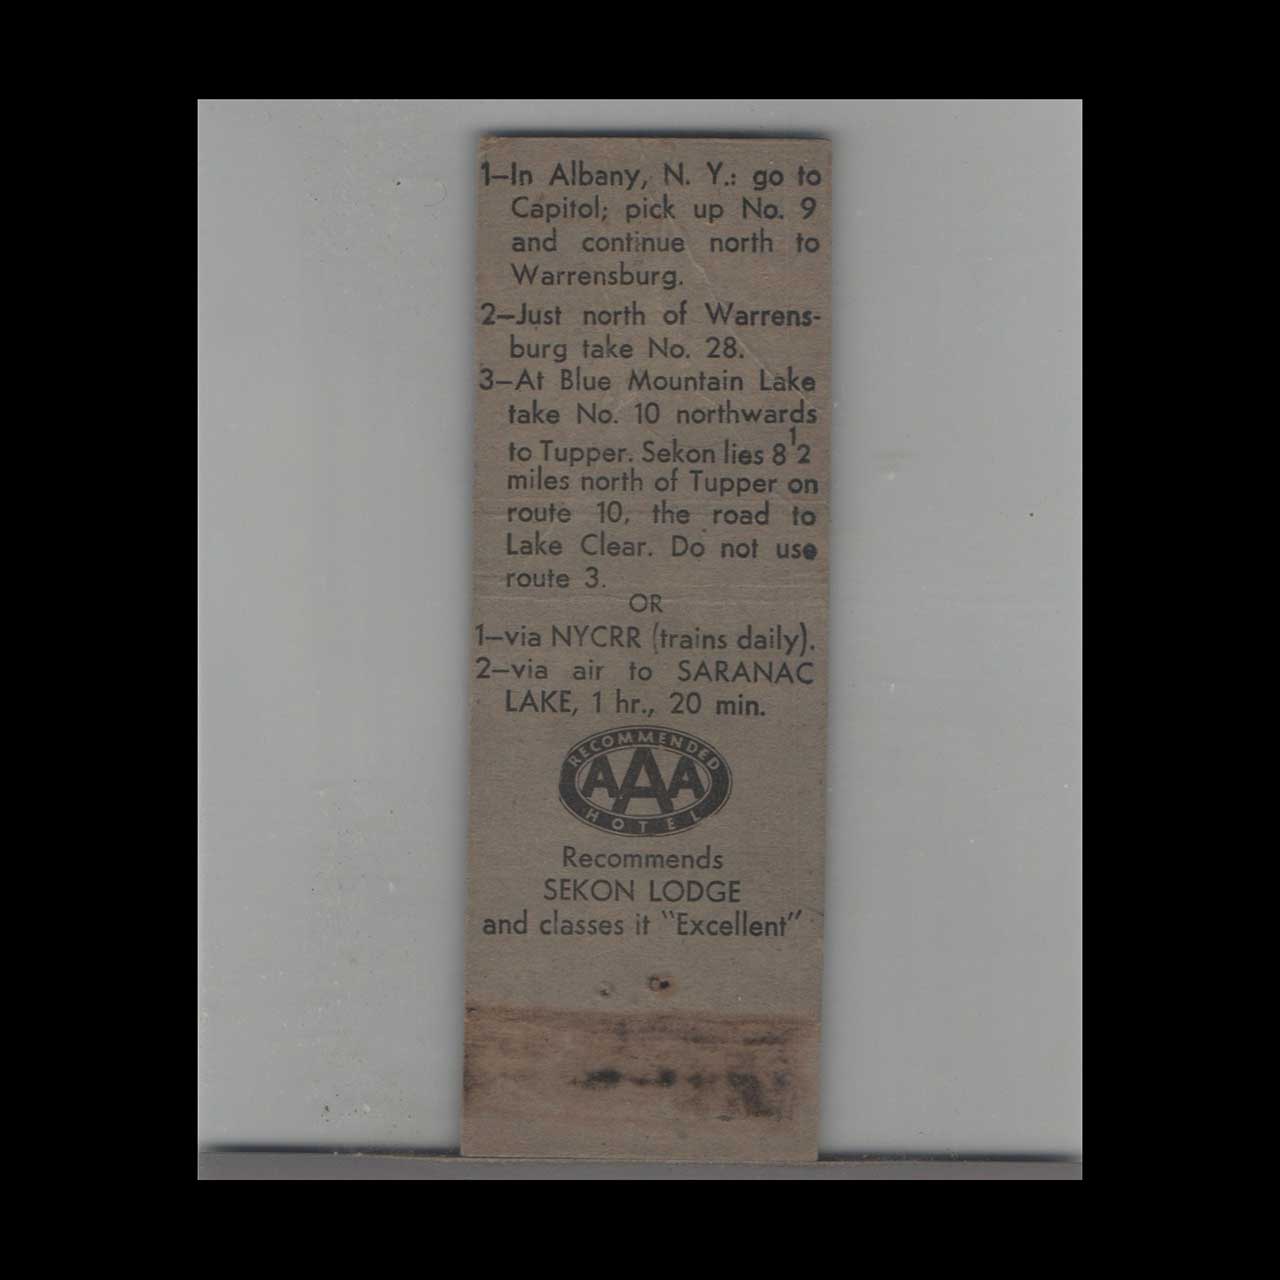 1—In Albany, N. Y.: go to
Capitol; pick up No. 9
and continue north to
Warrensburg.
2—Just north of Warrens-
burg take No. 28.
3—At Blue Mountain Lake
take No. 10 northwards
to Tupper. Sekon lies 8 1/2
miles north of Tupper on
route 10, the road to
Lake Clear. Do not use
route 3.
OR
1—via NYCRR (trains daily).
2—via air to SARANAC
LAKE, 1 hr., 20 min.
RECOMMENDED
AAA
HOTEL
Recommends
SEKON LODGE
and classes it "Excellent"